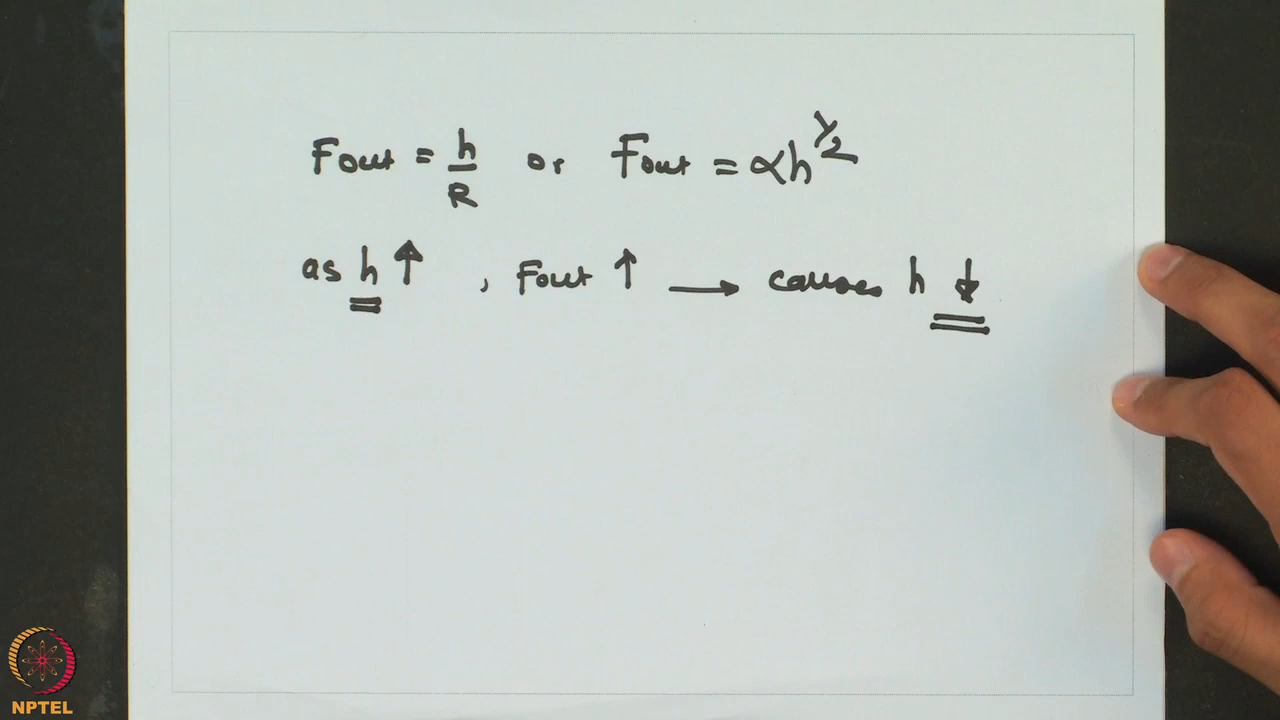 Fout = h/R or Fout = αh^1/2
as h ↑ , Fout ↑ → causes h ↓
NPTEL